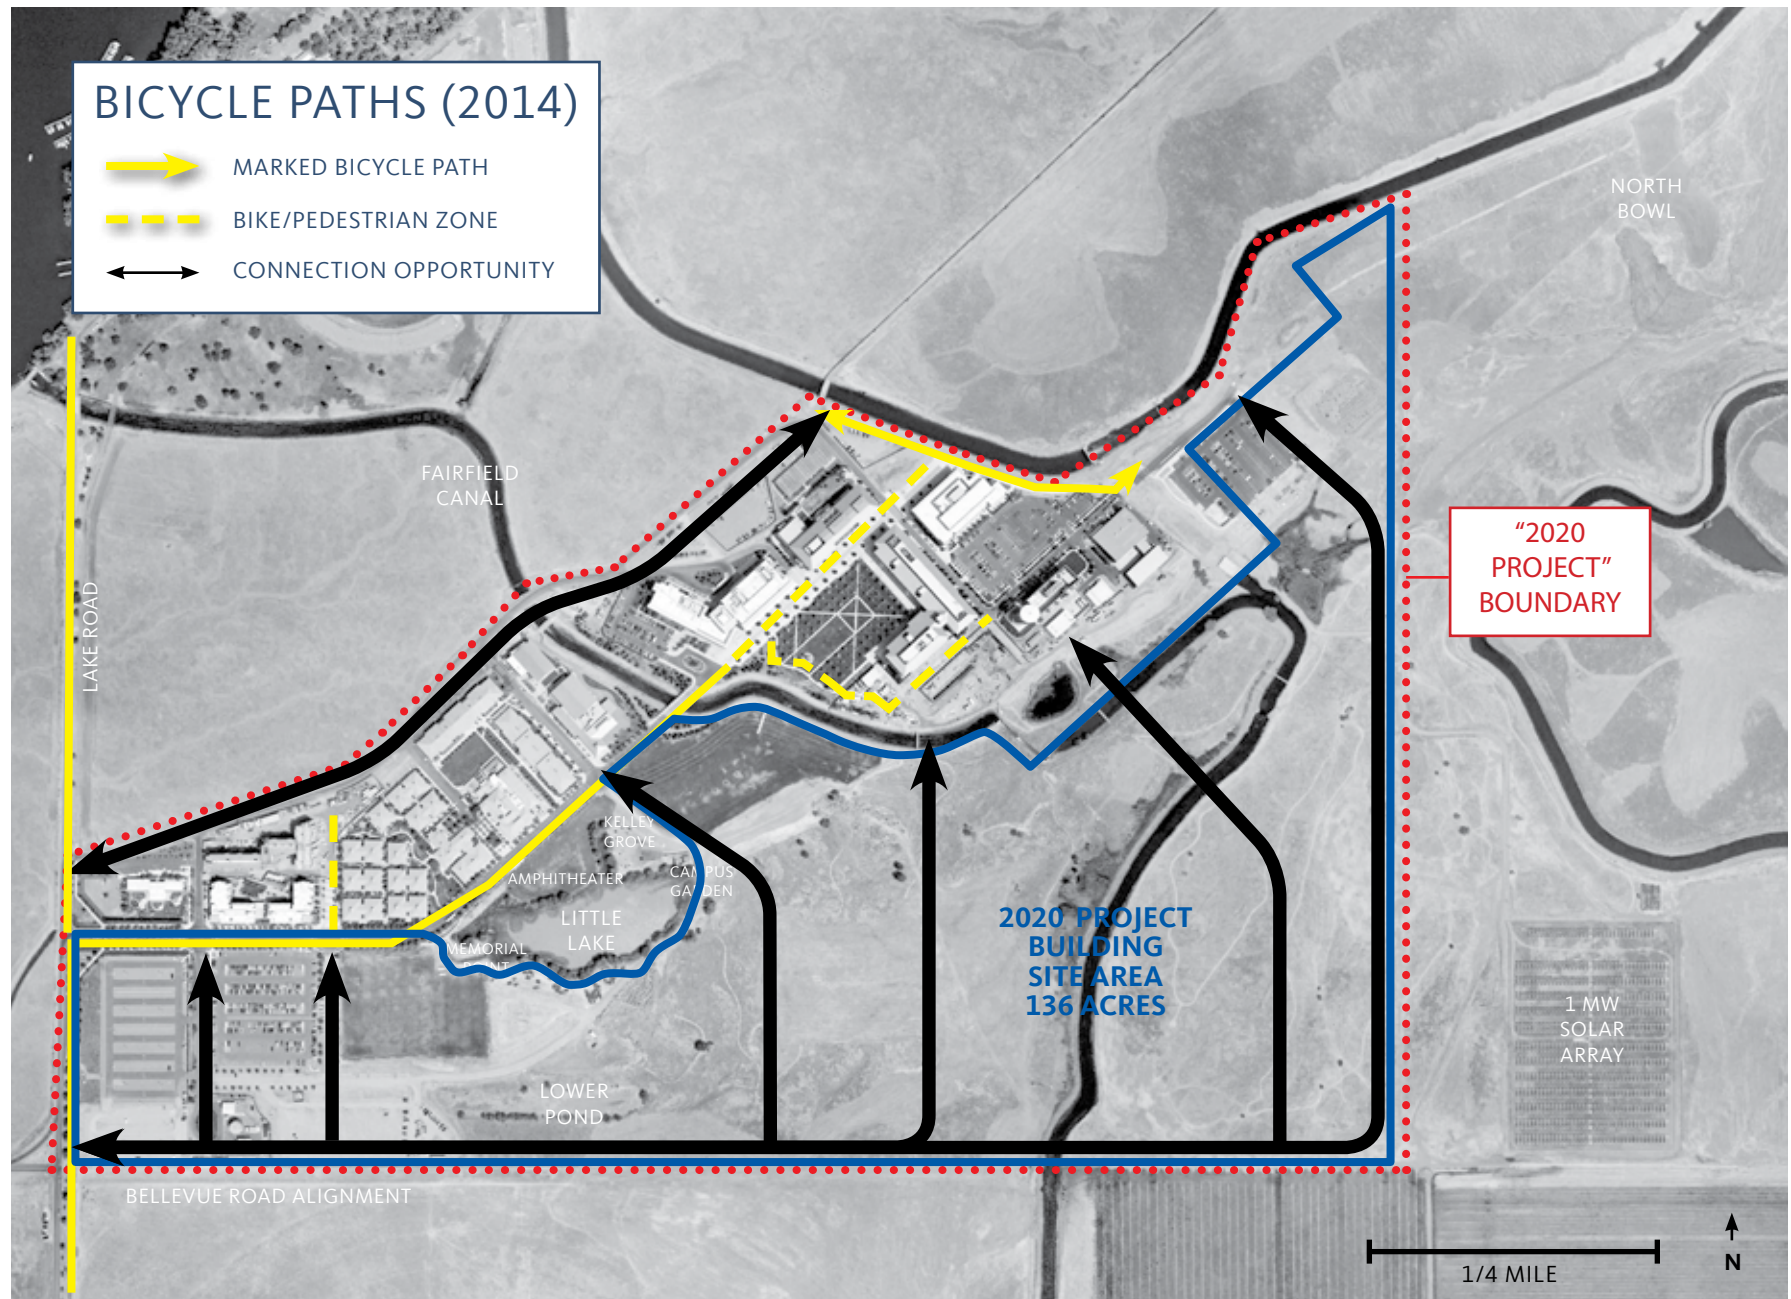 BICYCLE PATHS (2014)
MARKED BICYCLE PATH
BIKE/PEDESTRIAN ZONE
CONNECTION OPPORTUNITY
NORTH
BOWL
FAIRFIELD
CANAL
LAKE ROAD
"2020
PROJECT"
BOUNDARY
KELLEY
GROVE
AMPHITHEATER
CAMPUS
GARDEN
LITTLE
LAKE
MEMORIAL
POINT
2020 PROJECT
BUILDING
SITE AREA
136 ACRES
1 MW
SOLAR
ARRAY
LOWER
POND
BELLEVUE ROAD ALIGNMENT
1/4 MILE
N